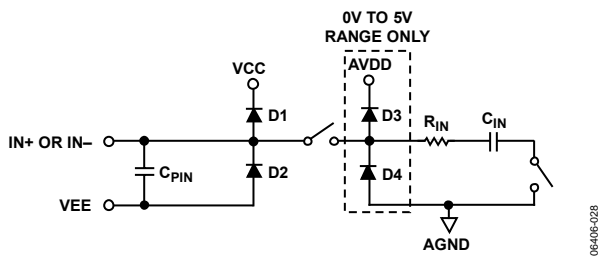 0V TO 5V
RANGE ONLY
VCC
AVDD
D1
D3
RIN
CIN
IN+ OR IN–
CPIN
D2
D4
VEE
AGND
06406-028